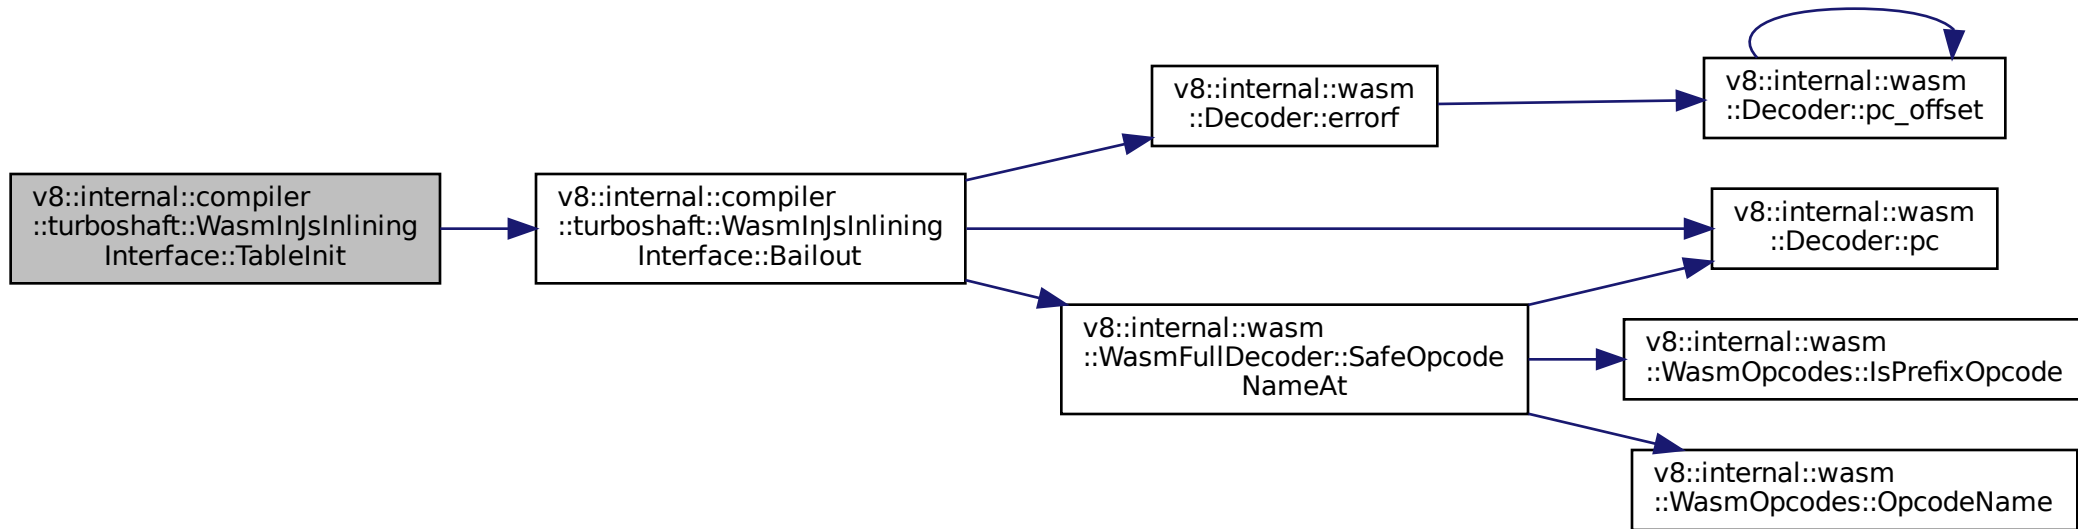 v8::internal::compiler
::turboshaft::WasmInJsInlining
Interface::TableInit
v8::internal::compiler
::turboshaft::WasmInJsInlining
Interface::Bailout
v8::internal::wasm
::Decoder::errorf
v8::internal::wasm
::Decoder::pc_offset
v8::internal::wasm
::Decoder::pc
v8::internal::wasm
::WasmFullDecoder::SafeOpcode
NameAt
v8::internal::wasm
::WasmOpcodes::IsPrefixOpcode
v8::internal::wasm
::WasmOpcodes::OpcodeName